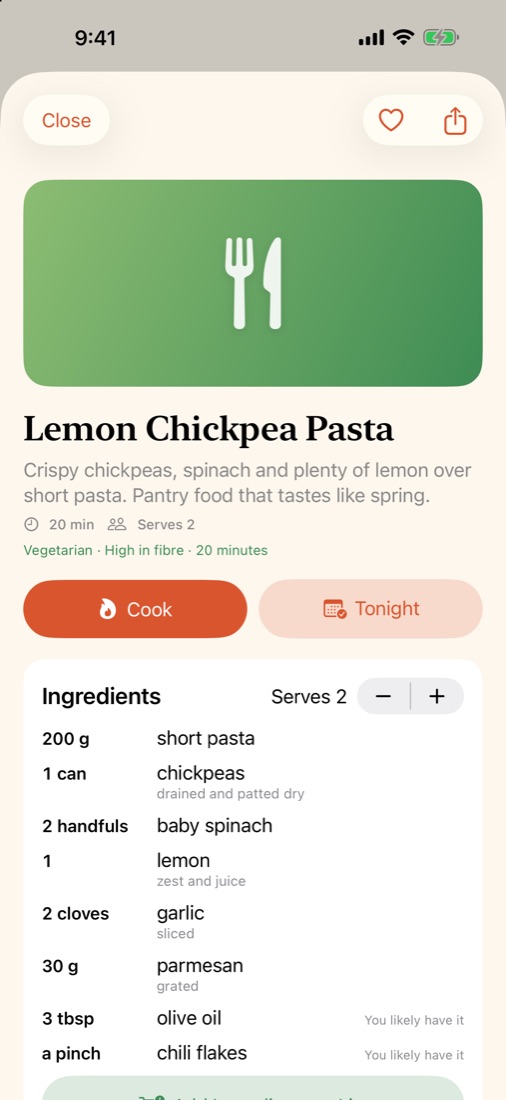 9:41
Close
Lemon Chickpea Pasta
Crispy chickpeas, spinach and plenty of lemon over
short pasta. Pantry food that tastes like spring.
20 min Serves 2
Vegetarian · High in fibre · 20 minutes
Cook
Tonight
Ingredients Serves 2 − +
200 g short pasta
1 can chickpeas
drained and patted dry
2 handfuls baby spinach
1 lemon
zest and juice
2 cloves garlic
sliced
30 g parmesan
grated
3 tbsp olive oil You likely have it
a pinch chili flakes You likely have it